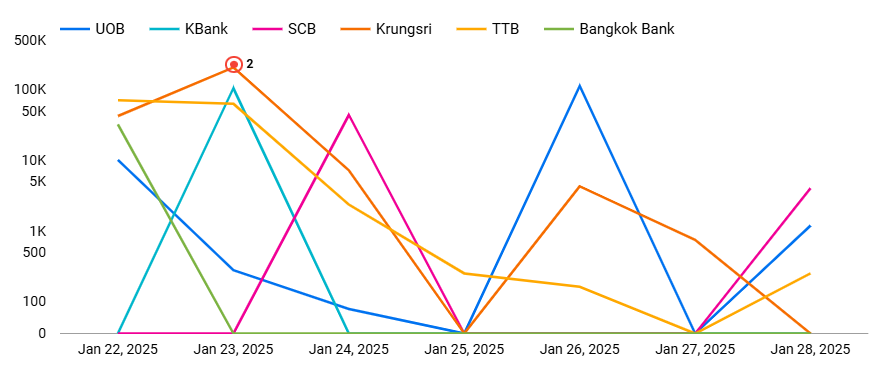 UOB KBank SCB Krungsri TTB Bangkok Bank
500K
2
100K
50K
10K
5K
1K
500
100
0
Jan 22, 2025 Jan 23, 2025 Jan 24, 2025 Jan 25, 2025 Jan 26, 2025 Jan 27, 2025 Jan 28, 2025